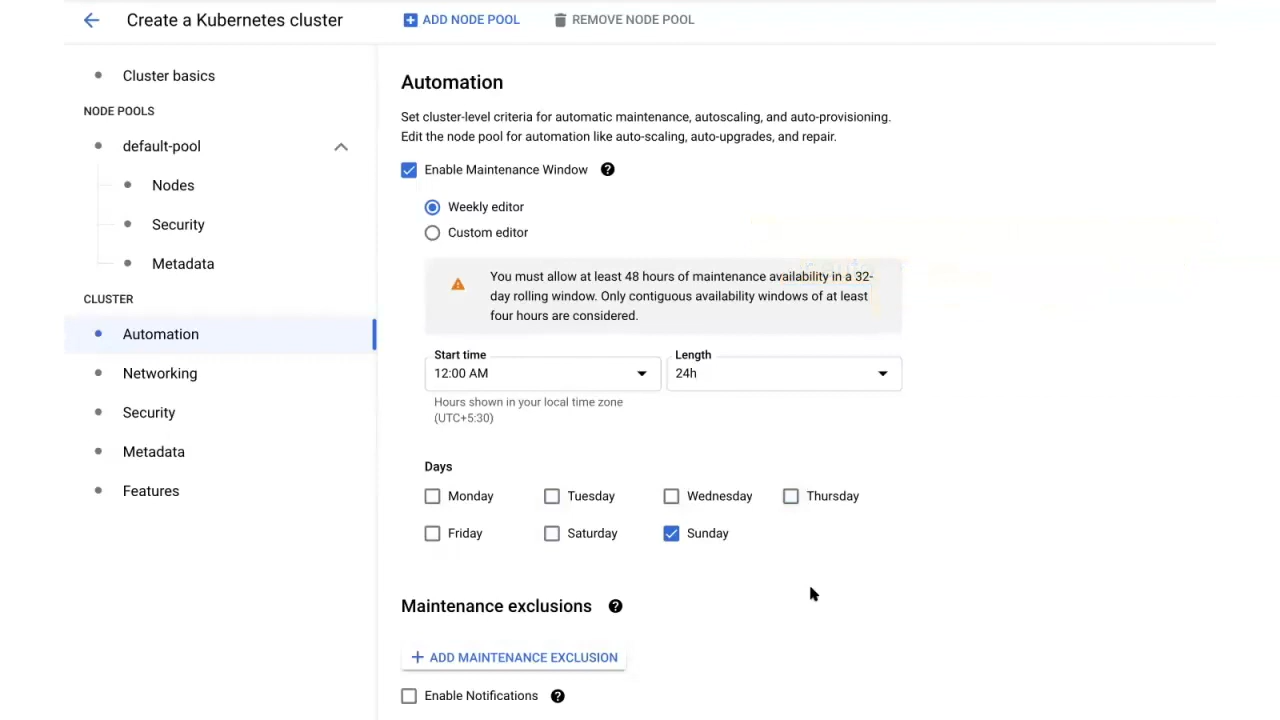 Create a Kubernetes cluster
ADD NODE POOL
REMOVE NODE POOL
Cluster basics
NODE POOLS
default-pool
Nodes
Security
Metadata
CLUSTER
Automation
Networking
Security
Metadata
Features
Automation
Set cluster-level criteria for automatic maintenance, autoscaling, and auto-provisioning.
Edit the node pool for automation like auto-scaling, auto-upgrades, and repair.
Enable Maintenance Window
Weekly editor
Custom editor
You must allow at least 48 hours of maintenance availability in a 32-
day rolling window. Only contiguous availability windows of at least
four hours are considered.
Start time
12:00 AM
Length
24h
Hours shown in your local time zone
(UTC+5:30)
Days
Monday
Tuesday
Wednesday
Thursday
Friday
Saturday
Sunday
Maintenance exclusions
ADD MAINTENANCE EXCLUSION
Enable Notifications